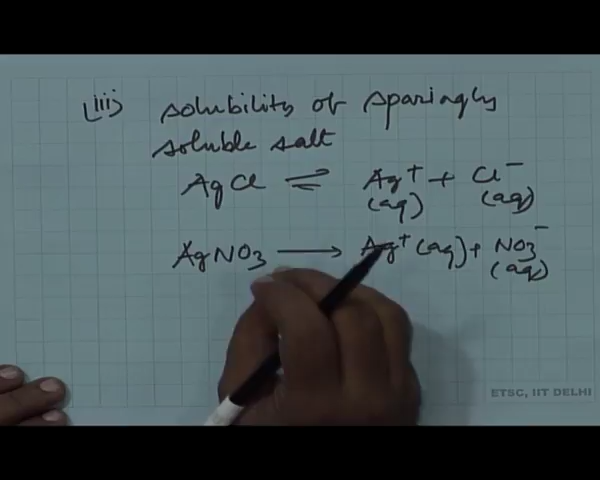 (iii) solubility of sparingly
soluble salt
AgCl ⇌ Ag⁺ (aq) + Cl⁻ (aq)
AgNO₃ ⟶ Ag⁺ (aq) + NO₃⁻ (aq)
ETSC, IIT DELHI